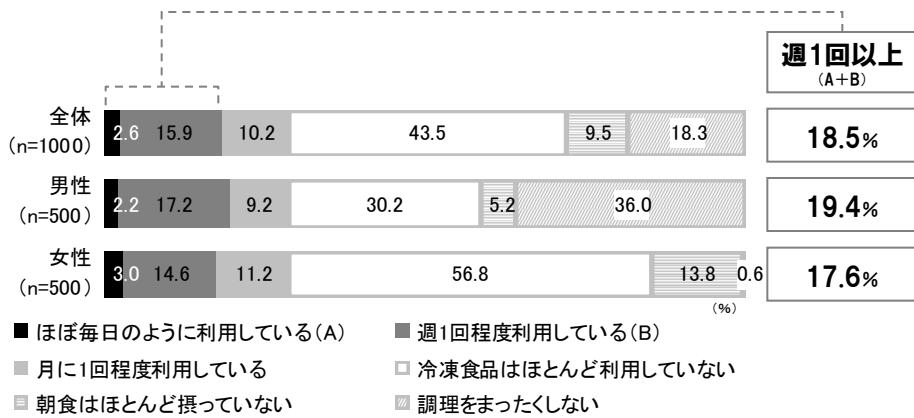 週1回以上
(A+B)
全体
(n=1000)
2.6 15.9 10.2 43.5 9.5 18.3
18.5%
男性
(n=500)
2.2 17.2 9.2 30.2 5.2 36.0
19.4%
女性
(n=500)
3.0 14.6 11.2 56.8 13.8 0.6
17.6%
(%)
ほぼ毎日のように利用している(A) 週1回程度利用している(B)
月に1回程度利用している 冷凍食品はほとんど利用していない
朝食はほとんど摂っていない 調理をまったくしない